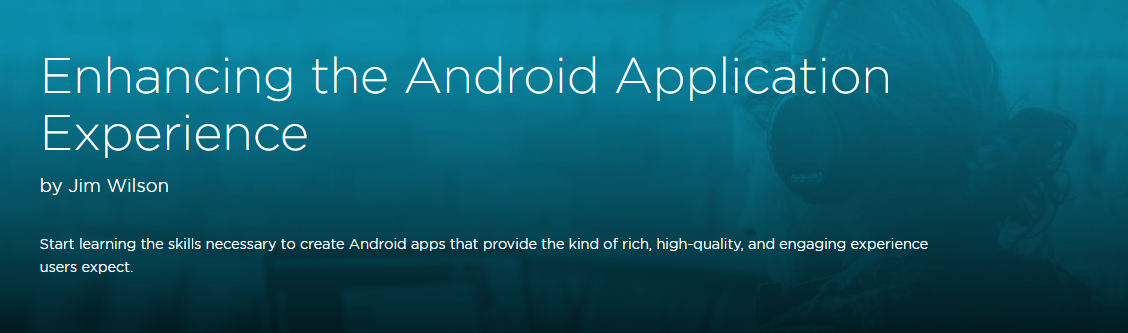 Enhancing the Android Application
Experience
by Jim Wilson
Start learning the skills necessary to create Android apps that provide the kind of rich, high-quality, and engaging experience
users expect.